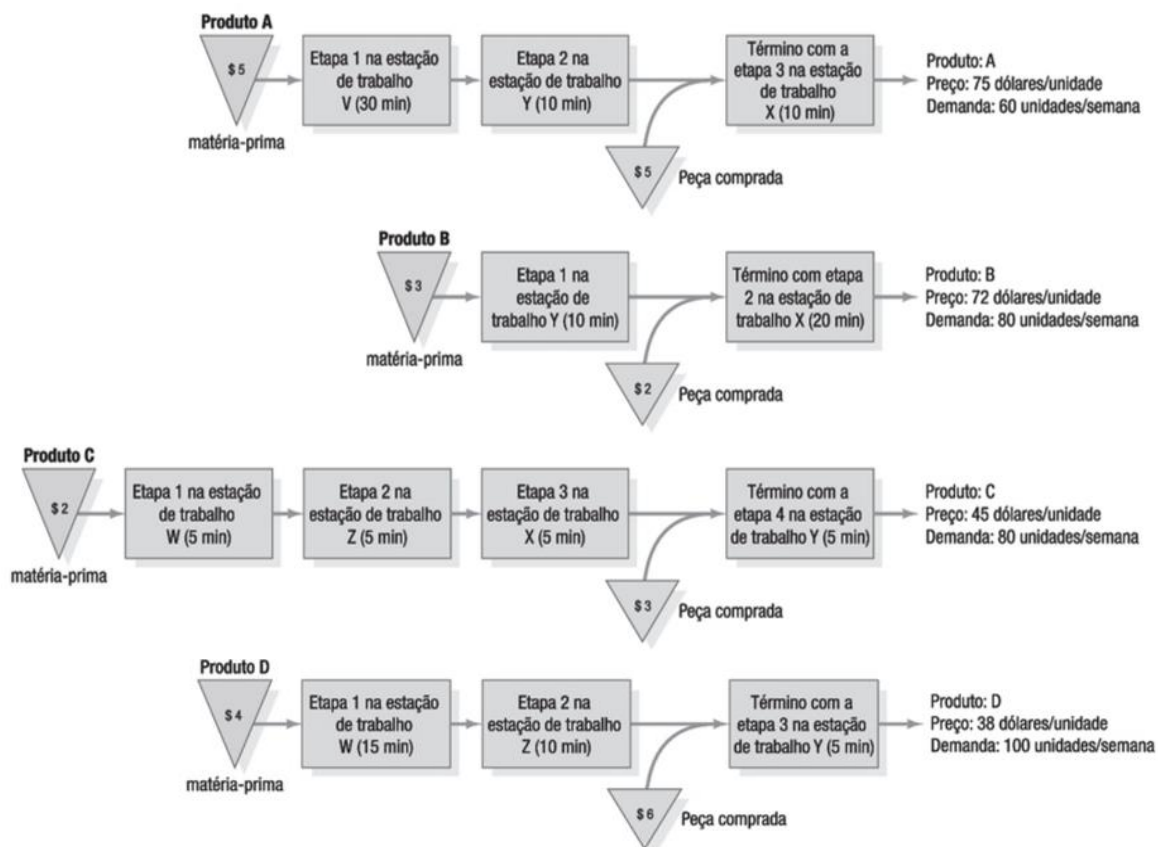 Produto A
$ 5
matéria-prima
Etapa 1 na estação
de trabalho
V (30 min)
Etapa 2 na
estação de trabalho
Y (10 min)
$ 5
Peça comprada
Término com a
etapa 3 na estação
de trabalho
X (10 min)
Produto: A
Preço: 75 dólares/unidade
Demanda: 60 unidades/semana
Produto B
$ 3
matéria-prima
Etapa 1 na
estação de
trabalho Y (10 min)
$ 2
Peça comprada
Término com etapa
2 na estação de
trabalho X (20 min)
Produto: B
Preço: 72 dólares/unidade
Demanda: 80 unidades/semana
Produto C
$ 2
matéria-prima
Etapa 1 na estação
de trabalho
W (5 min)
Etapa 2 na
estação de trabalho
Z (5 min)
Etapa 3 na
estação de trabalho
X (5 min)
$ 3
Peça comprada
Término com a
etapa 4 na estação
de trabalho Y (5 min)
Produto: C
Preço: 45 dólares/unidade
Demanda: 80 unidades/semana
Produto D
$ 4
matéria-prima
Etapa 1 na estação
de trabalho
W (15 min)
Etapa 2 na
estação de trabalho
Z (10 min)
$ 6
Peça comprada
Término com a
etapa 3 na estação
de trabalho Y (5 min)
Produto: D
Preço: 38 dólares/unidade
Demanda: 100 unidades/semana